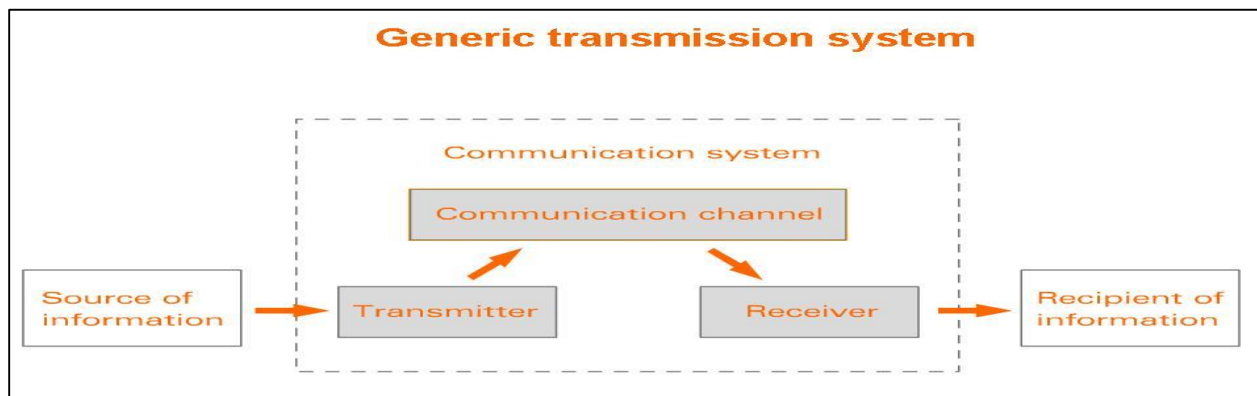 Generic transmission system
Communication system
Communication channel
Source of
information
Transmitter
Receiver
Recipient of
information